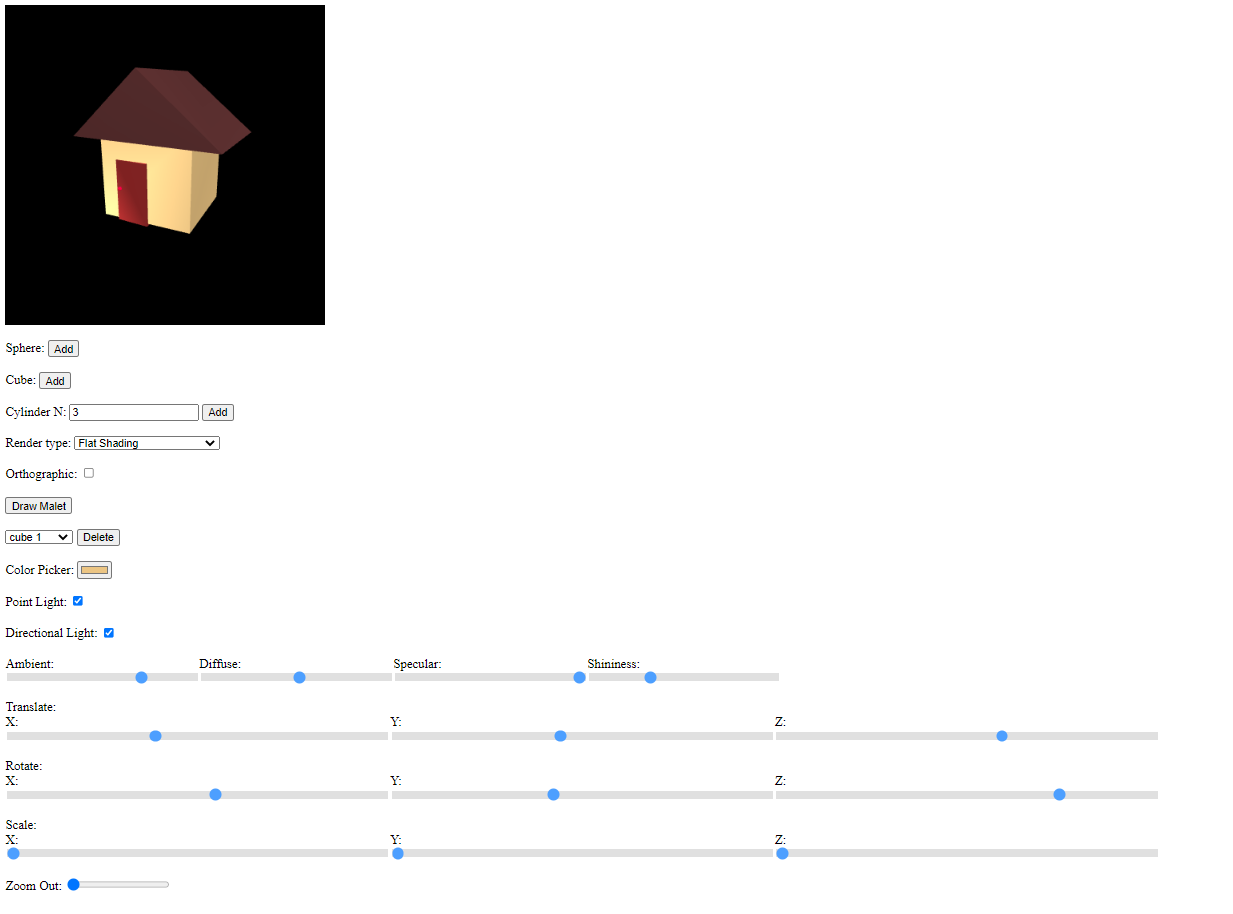 Sphere: Add
Cube: Add
Cylinder N: 3 Add
Render type: Flat Shading
Orthographic:
Draw Malet
cube 1 Delete
Color Picker:
Point Light:
Directional Light:
Ambient: Diffuse: Specular: Shininess:
Translate:
X: Y: Z:
Rotate:
X: Y: Z:
Scale:
X: Y: Z:
Zoom Out: